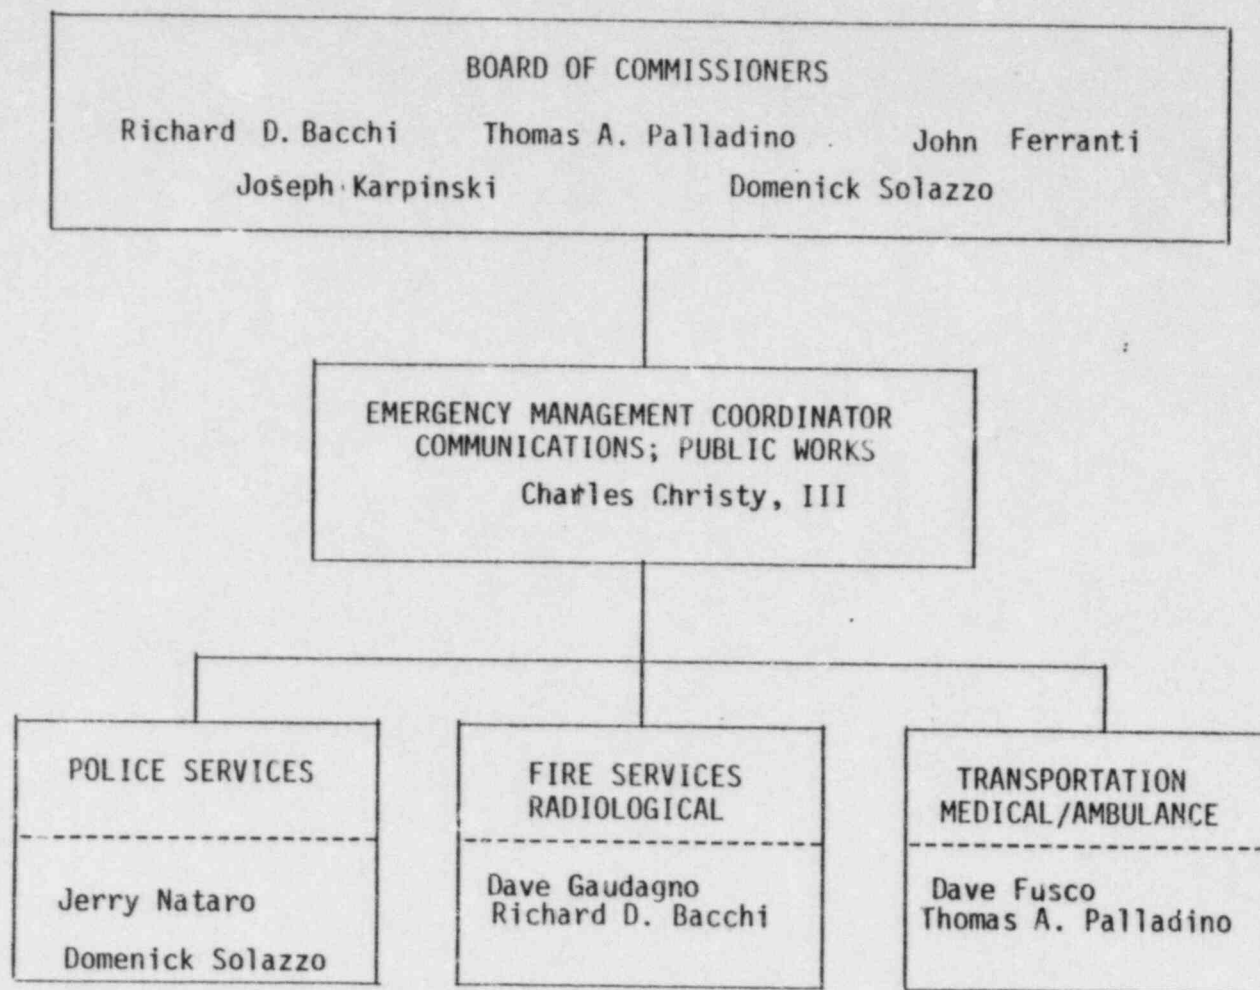 BOARD OF COMMISSIONERS
Richard D. Bacchi Thomas A. Palladino John Ferranti
Joseph Karpinski Domenick Solazzo
EMERGENCY MANAGEMENT COORDINATOR
COMMUNICATIONS; PUBLIC WORKS
Charles Christy, III
POLICE SERVICES
Jerry Nataro
Domenick Solazzo
FIRE SERVICES
RADIOLOGICAL
Dave Gaudagno
Richard D. Bacchi
TRANSPORTATION
MEDICAL/AMBULANCE
Dave Fusco
Thomas A. Palladino